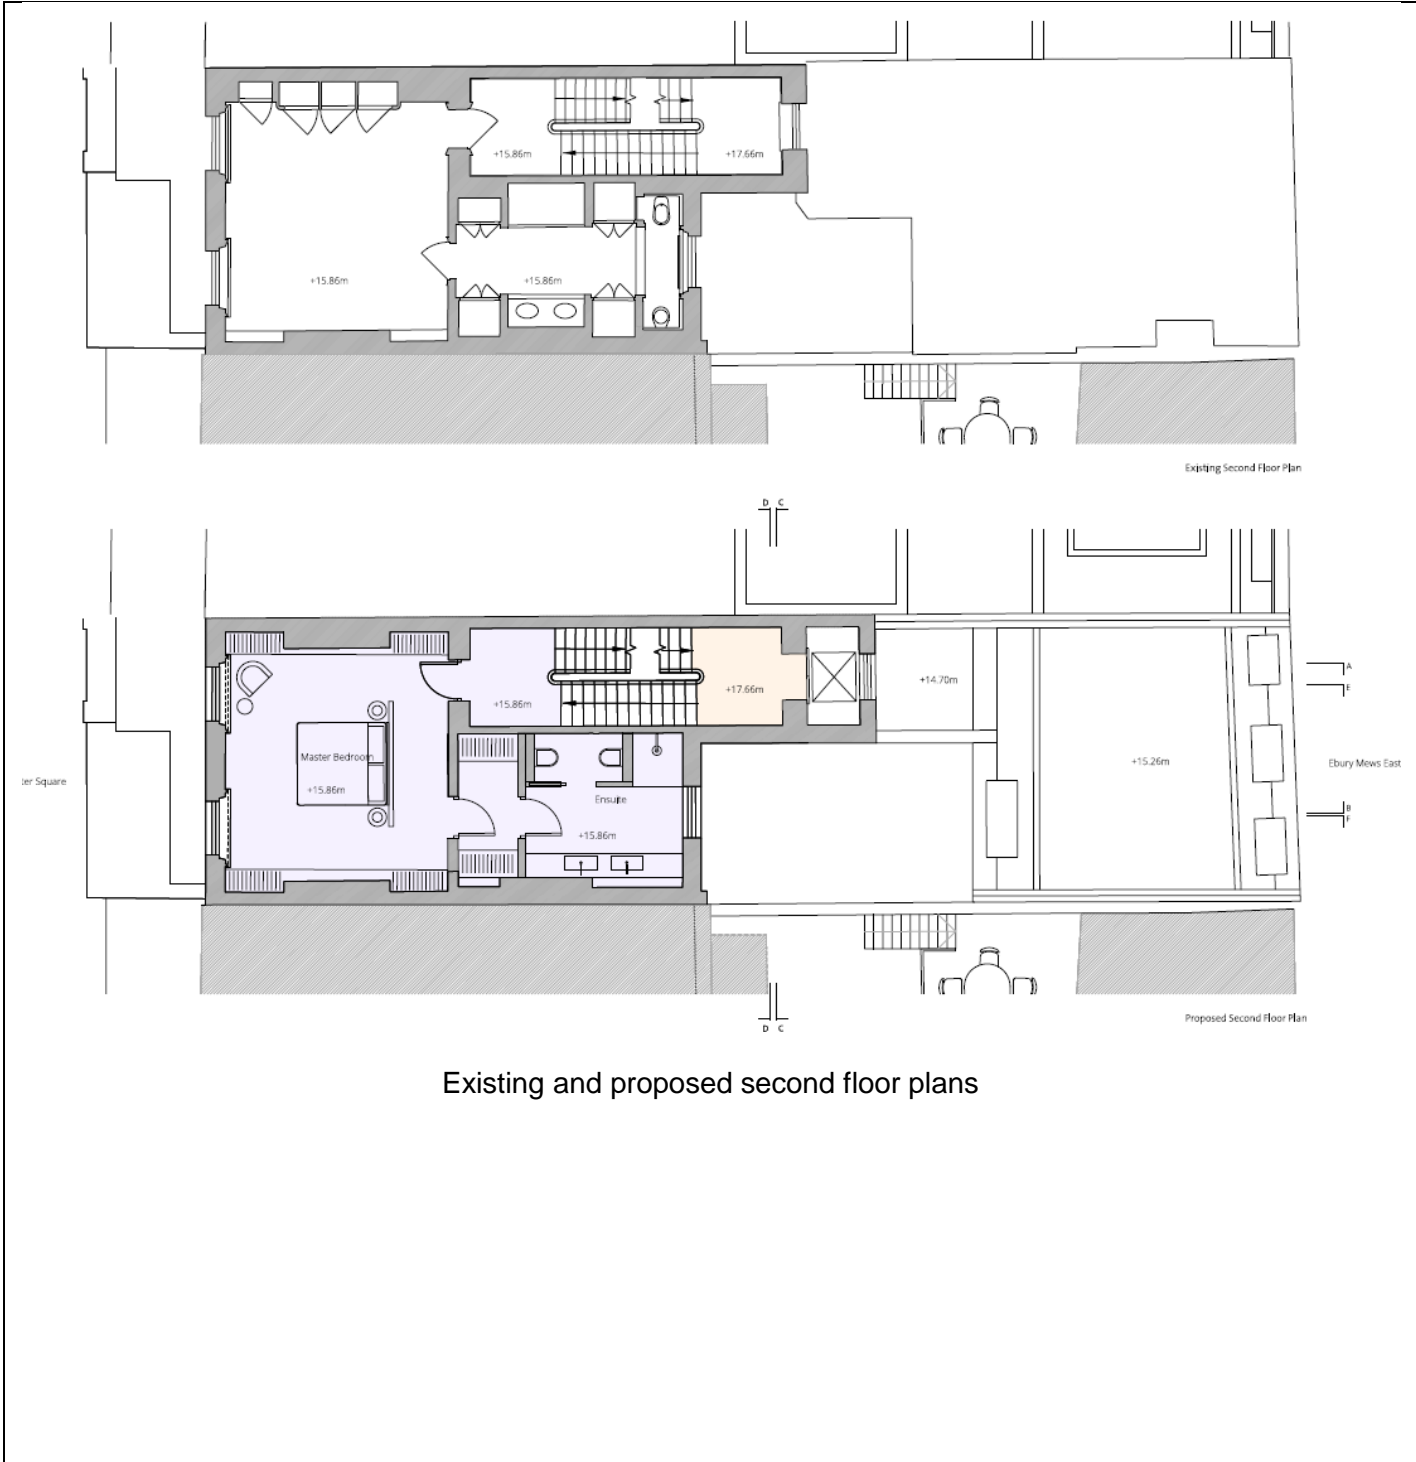 +15.86m
+17.66m
+15.86m
+15.86m
Existing Second Floor Plan
D C
+14.70m
A
E
+17.66m
+15.86m
Master Bedroom
+15.26m
Ebury Mews East
ter Square
+15.86m
Ensuite
B
F
+15.86m
Proposed Second Floor Plan
D C
Existing and proposed second floor plans